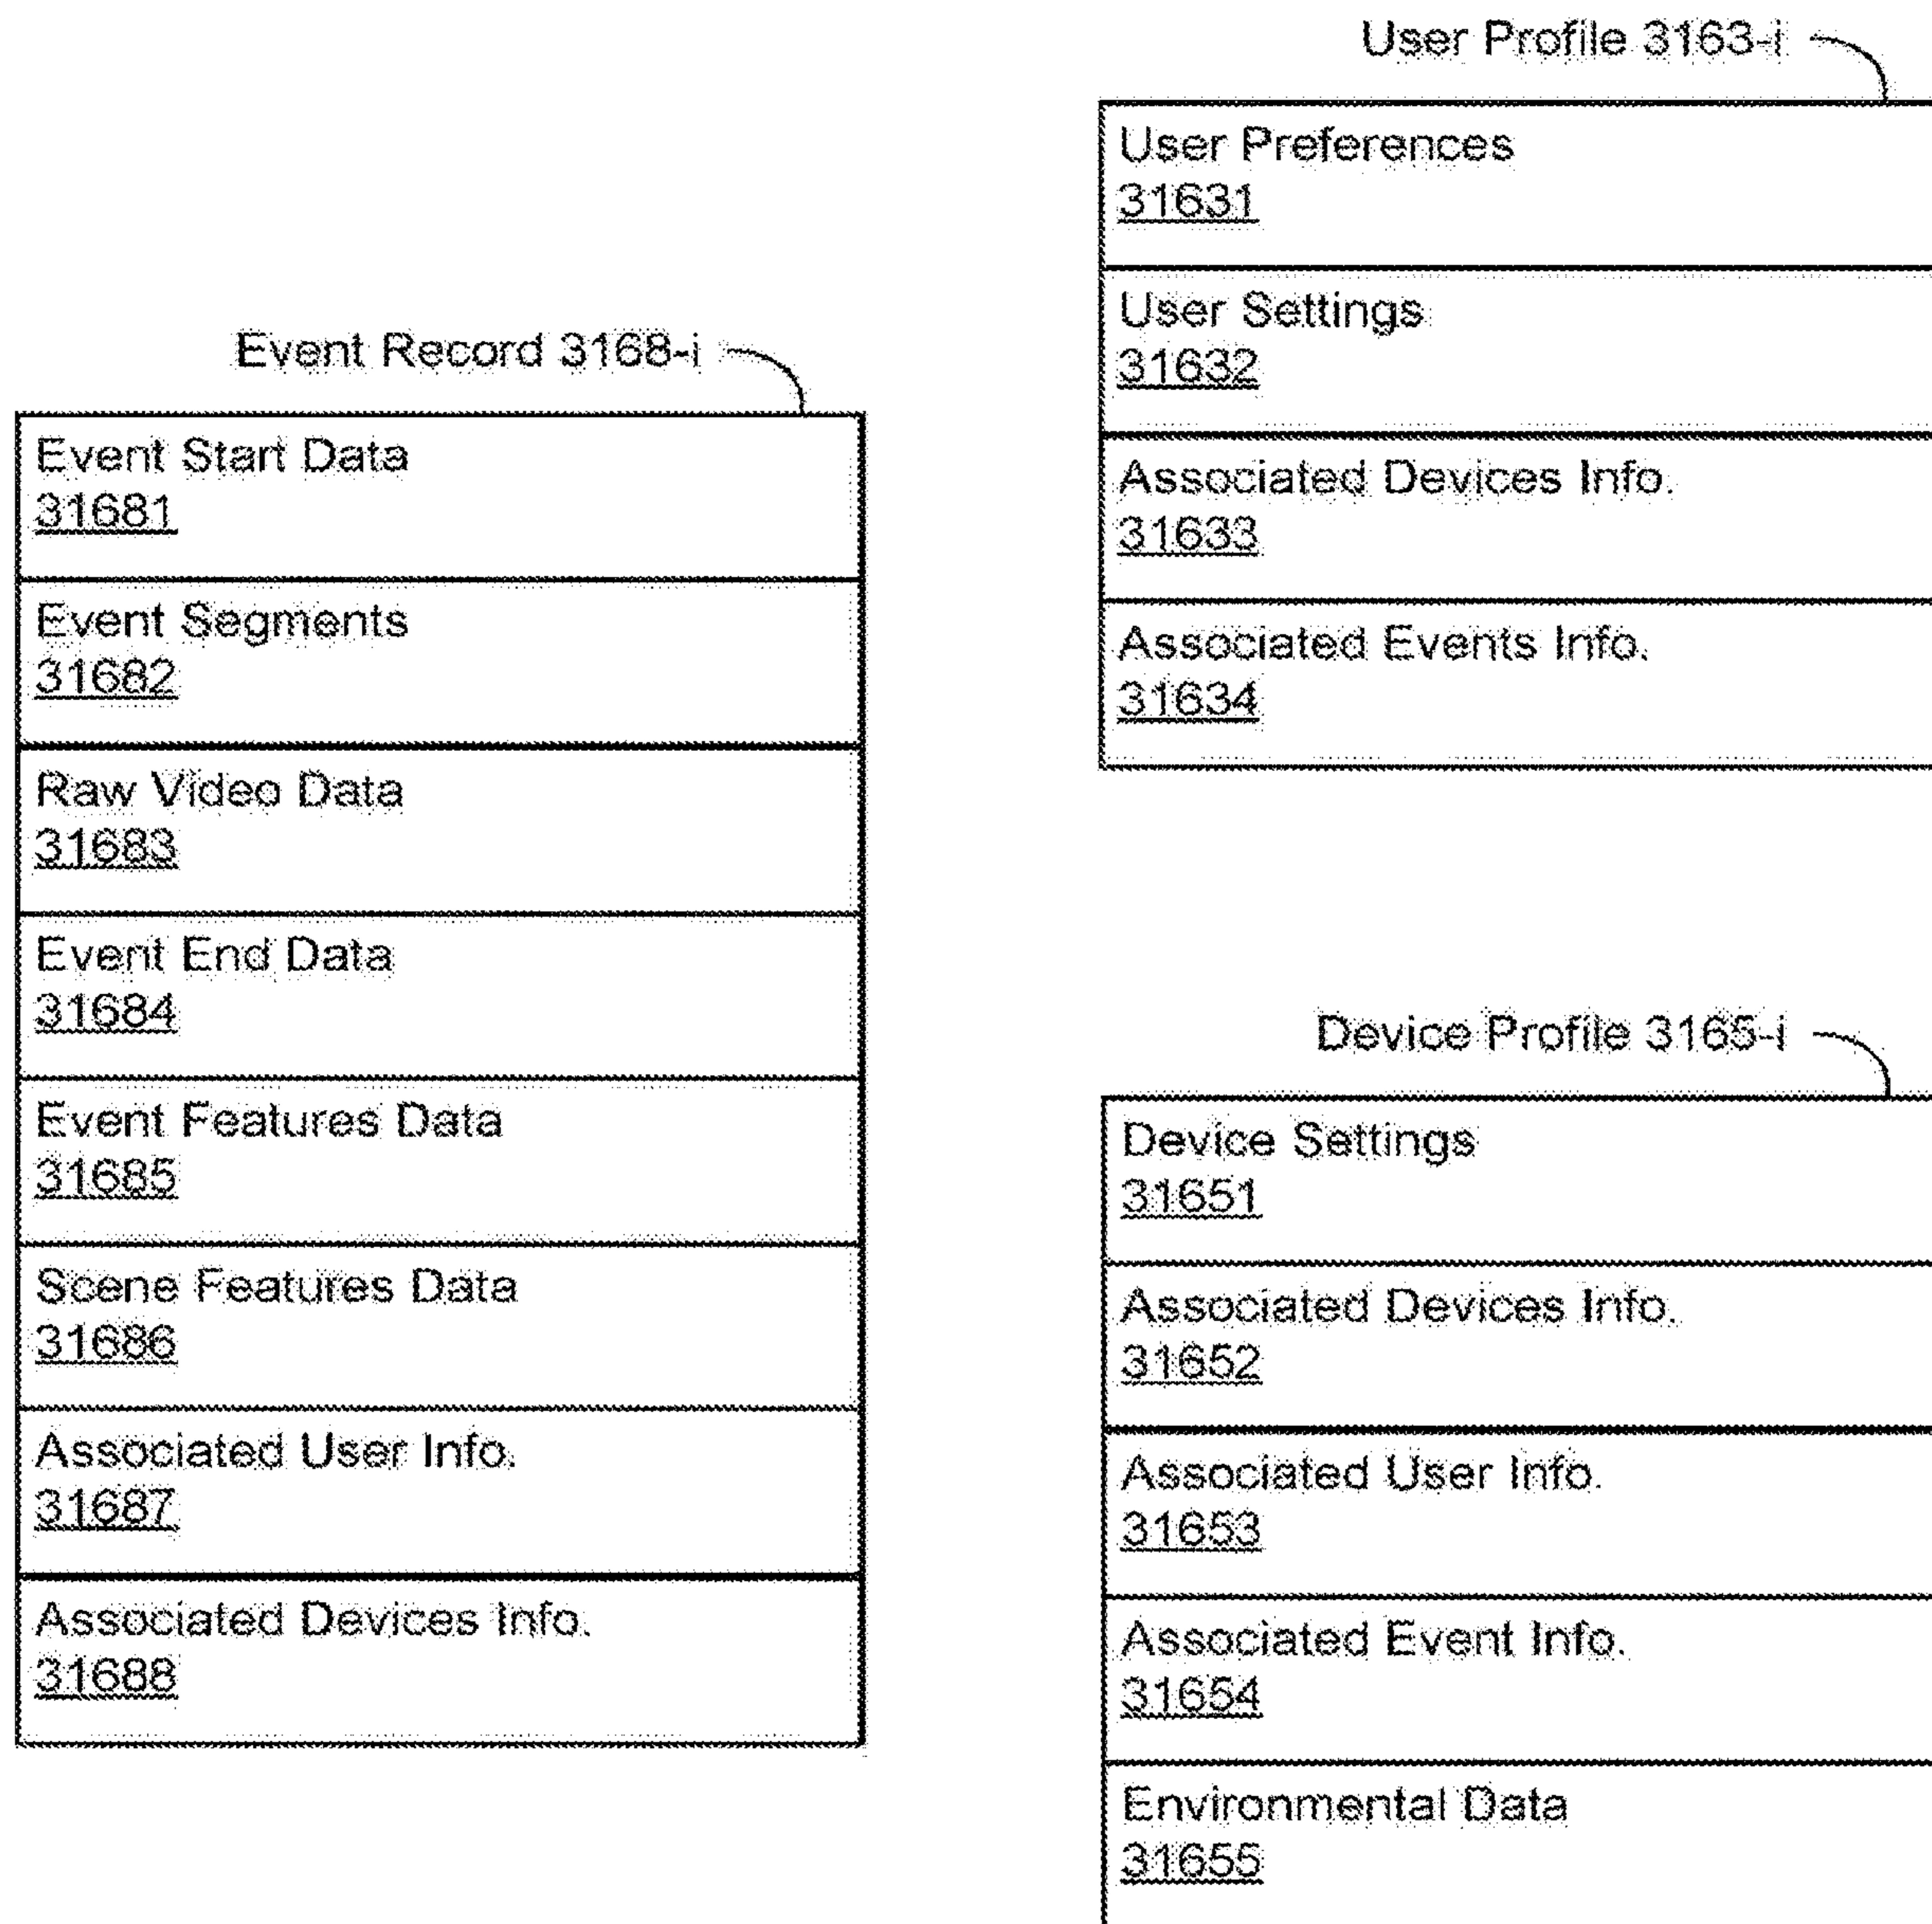 Event Record 3168-i
Event Start Data
31681
Event Segments
31682
Raw Video Data
31683
Event End Data
31684
Event Features Data
31685
Scene Features Data
31686
Associated User Info.
31687
Associated Devices Info.
31688
User Profile 3163-i
User Preferences
31631
User Settings
31632
Associated Devices Info.
31633
Associated Events Info.
31634
Device Profile 3165-i
Device Settings
31651
Associated Devices Info.
31652
Associated User Info.
31653
Associated Event Info.
31654
Environmental Data
31655